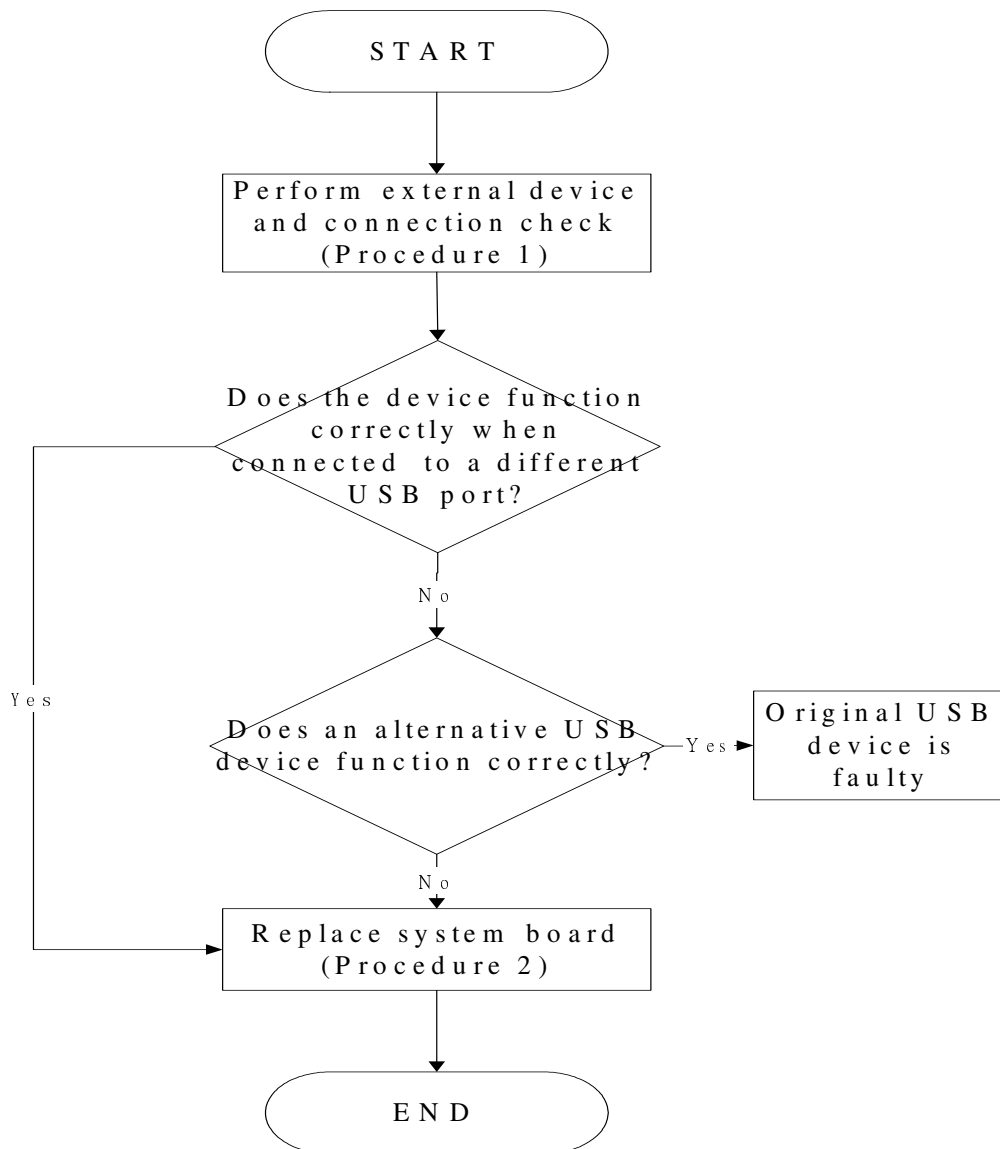 START
Perform external device
and connection check
(Procedure 1)
Does the device function
correctly when
connected to a different
USB port?
No
Yes
Does an alternative USB
device function correctly?
Yes
Original USB
device is
faulty
No
Replace system board
(Procedure 2)
END